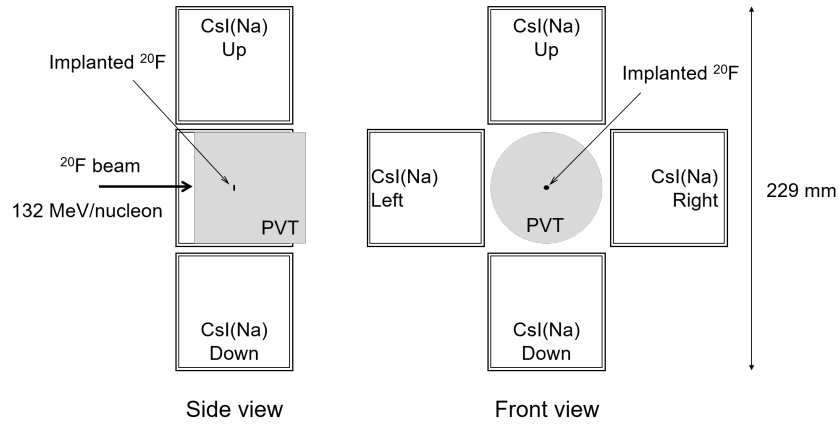 CsI(Na)
Up
Implanted ²⁰F
²⁰F beam
132 MeV/nucleon
PVT
CsI(Na)
Down
Side view
CsI(Na)
Up
Implanted ²⁰F
CsI(Na)
Left
PVT
CsI(Na)
Right
CsI(Na)
Down
229 mm
Front view